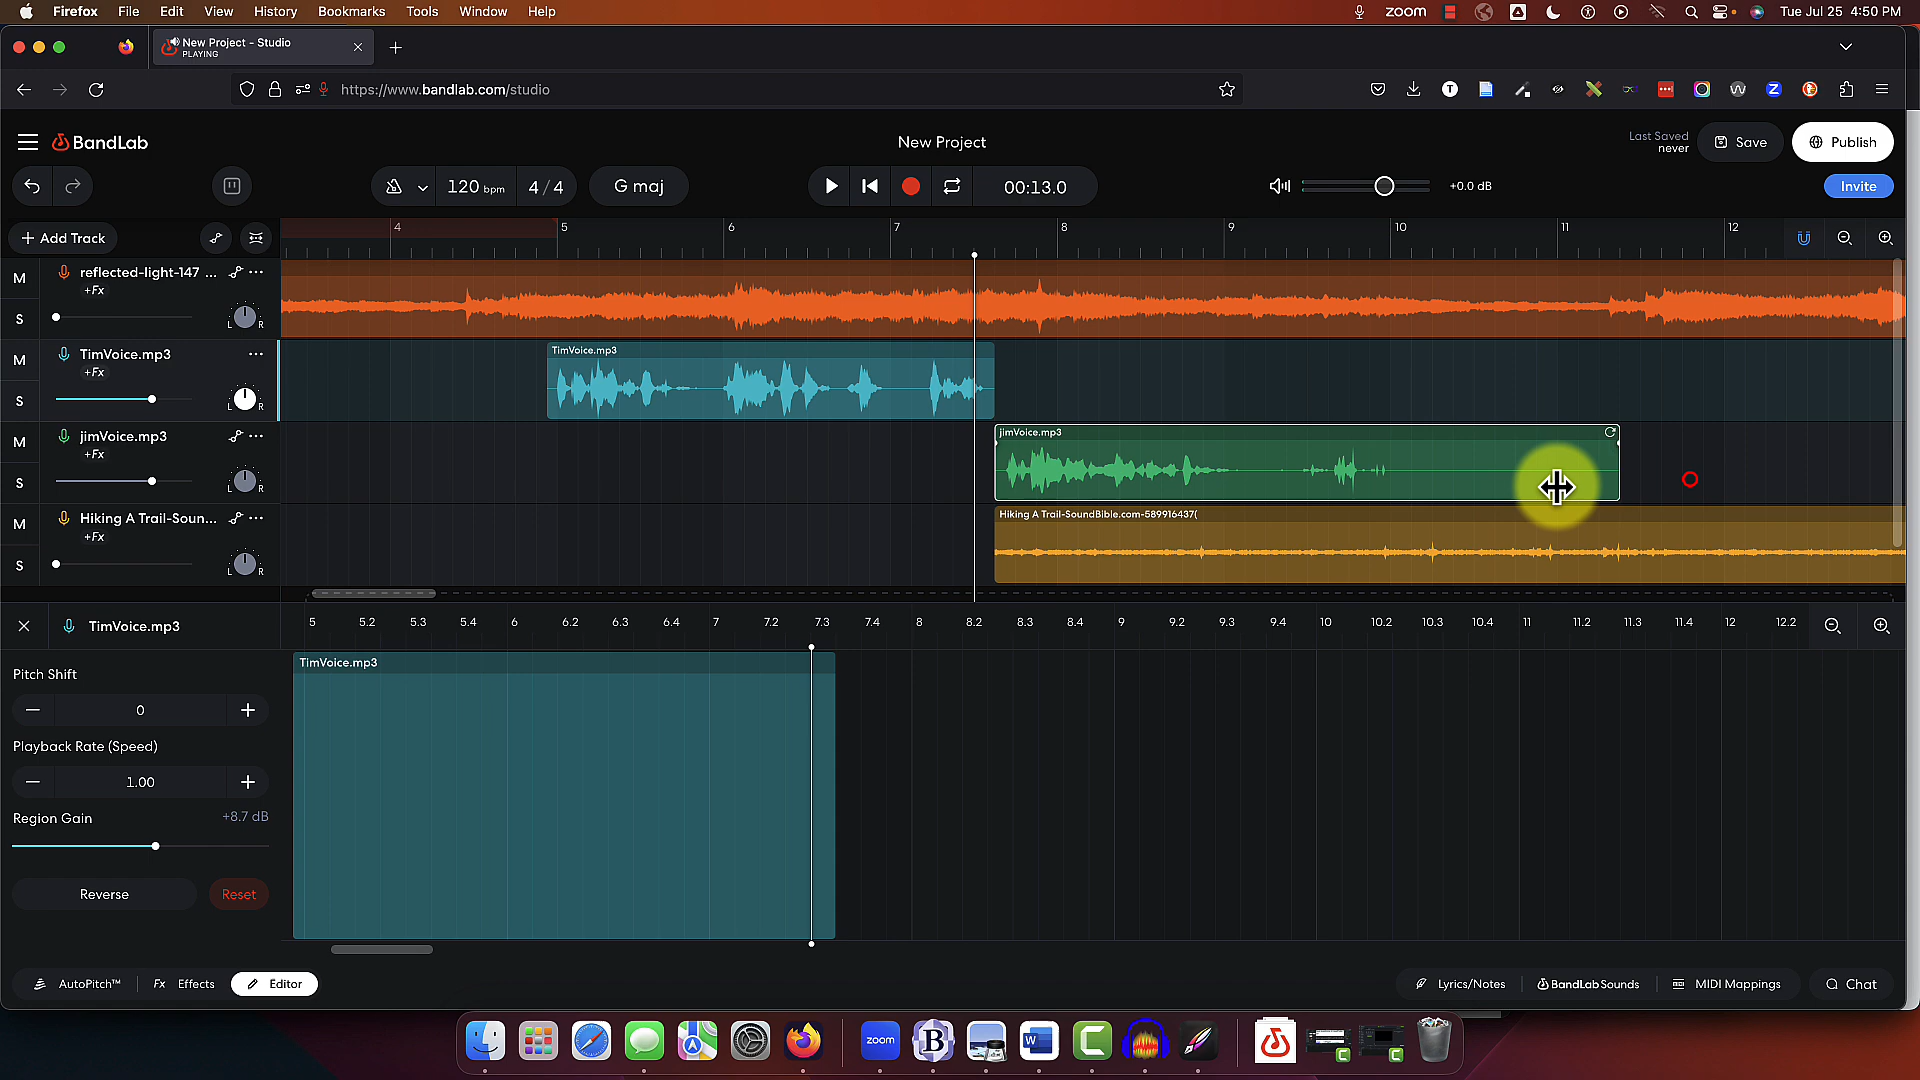 Firefox File Edit View History Bookmarks Tools Window Help
zoom
Tue Jul 25 4:50 PM
New Project - Studio
PLAYING
https://www.bandlab.com/studio
BandLab
New Project
Last Saved
never
Save
Publish
120 bpm
4 / 4
G maj
00:13.0
+0.0 dB
Invite
+ Add Track
4 5 6 7 8 9 10 11 12
M
reflected-light-147 ...
+Fx
S
L R
M
TimVoice.mp3
+Fx
S
L R
TimVoice.mp3
M
jimVoice.mp3
+Fx
S
L R
jimVoice.mp3
M
Hiking A Trail-Soun...
+Fx
S
L R
Hiking A Trail-SoundBible.com-589916437(
TimVoice.mp3
5 5.2 5.3 5.4 6 6.2 6.3 6.4 7 7.2 7.3 7.4 8 8.2 8.3 8.4 9 9.2 9.3 9.4 10 10.2 10.3 10.4 11 11.2 11.3 11.4 12 12.2
TimVoice.mp3
Pitch Shift
0
Playback Rate (Speed)
1.00
Region Gain
+8.7 dB
Reverse
Reset
AutoPitch™
Fx Effects
Editor
Lyrics/Notes
BandLab Sounds
MIDI Mappings
Chat
zoom
B
W